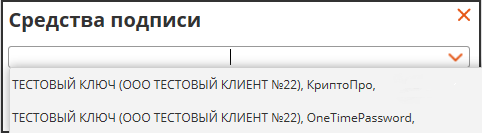 Средства подписи
ТЕСТОВЫЙ КЛЮЧ (ООО ТЕСТОВЫЙ КЛИЕНТ №22), КриптоПро,
ТЕСТОВЫЙ КЛЮЧ (ООО ТЕСТОВЫЙ КЛИЕНТ №22), OneTimePassword,